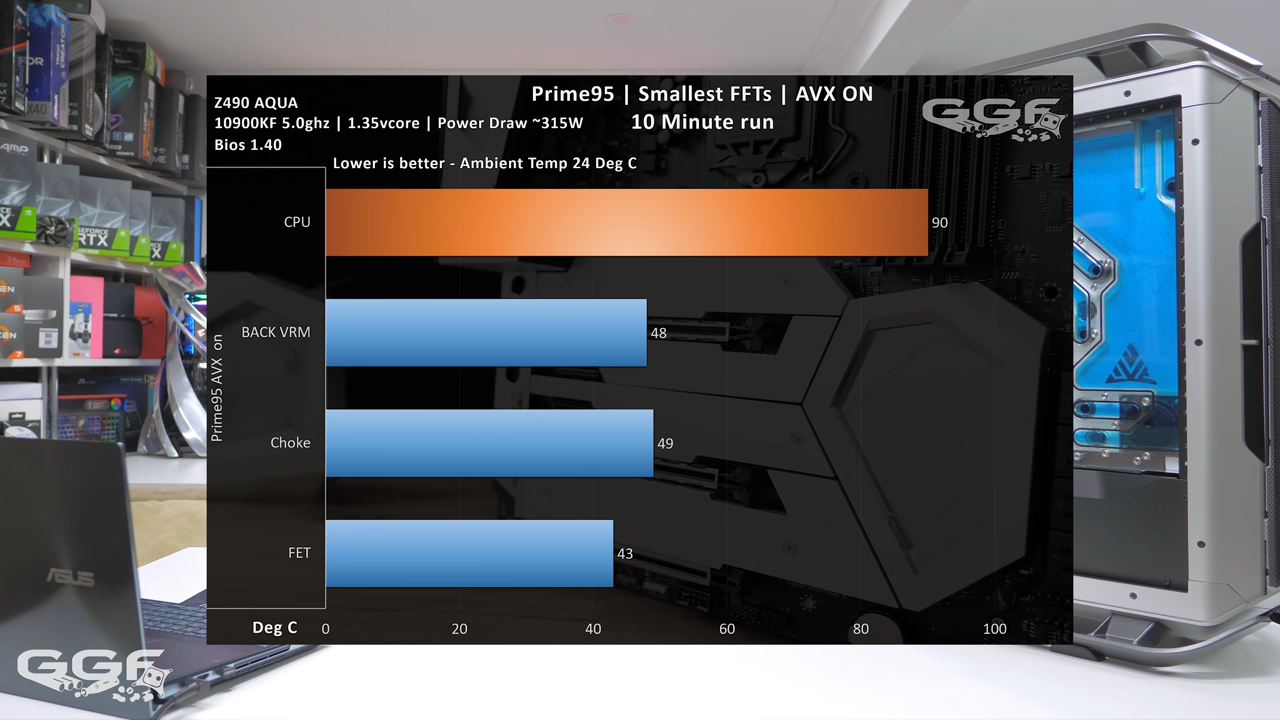 Prime95 | Smallest FFTs | AVX ON
10 Minute run
Z490 AQUA
10900KF 5.0ghz | 1.35vcore | Power Draw ~315W
Bios 1.40
GGF
Lower is better - Ambient Temp 24 Deg C
Prime95 AVX on
CPU
90
BACK VRM
48
Choke
49
FET
43
Deg C
0 20 40 60 80 100
GEFORCE
RTX
X
ASUS
GGF